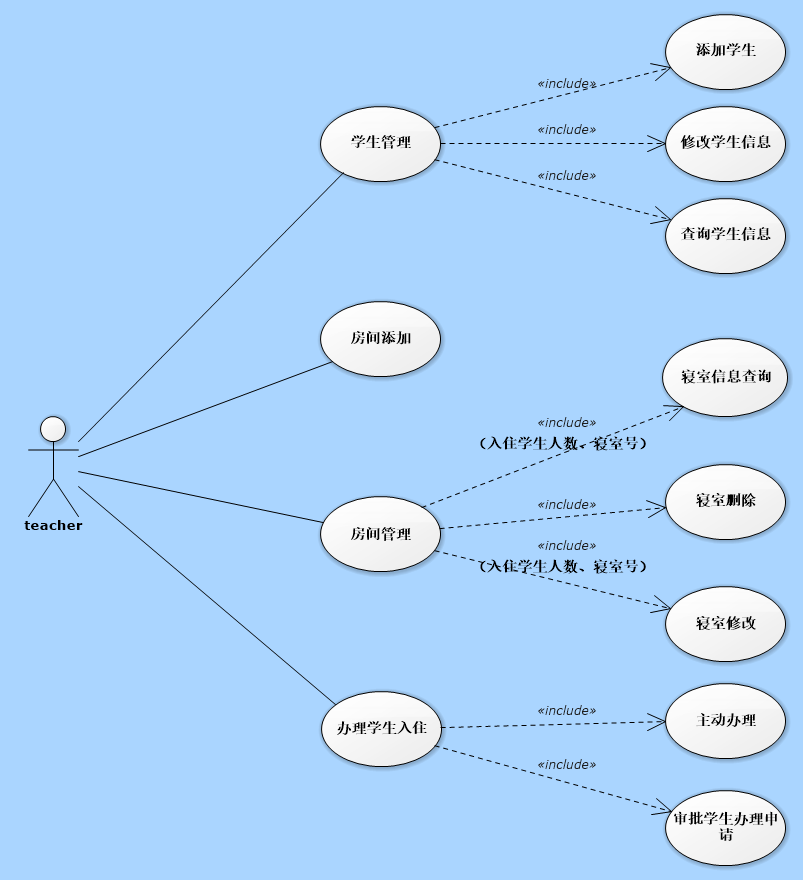 添加学生
«include»
修改学生信息
«include»
学生管理
«include»
查询学生信息
房间添加
寝室信息查询
«include»
（入住学生人数、寝室号）
寝室删除
«include»
teacher
房间管理
«include»
（入住学生人数、寝室号）
寝室修改
«include»
主动办理
办理学生入住
«include»
审批学生办理申
请